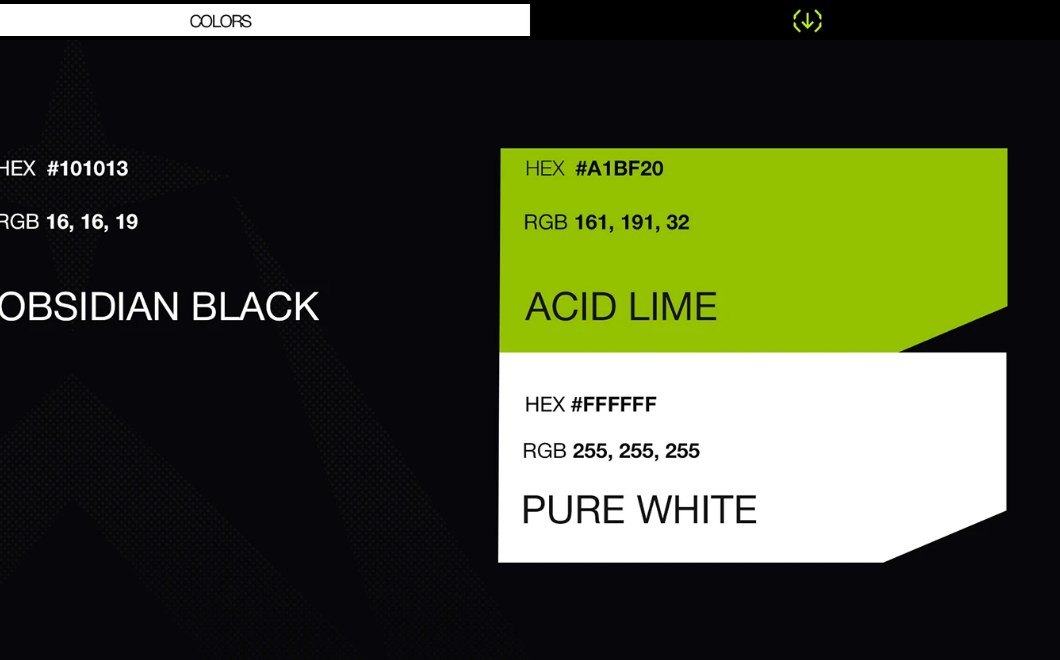 COLORS
HEX #101013
RGB 16, 16, 19
OBSIDIAN BLACK
HEX #A1BF20
RGB 161, 191, 32
ACID LIME
HEX #FFFFFF
RGB 255, 255, 255
PURE WHITE